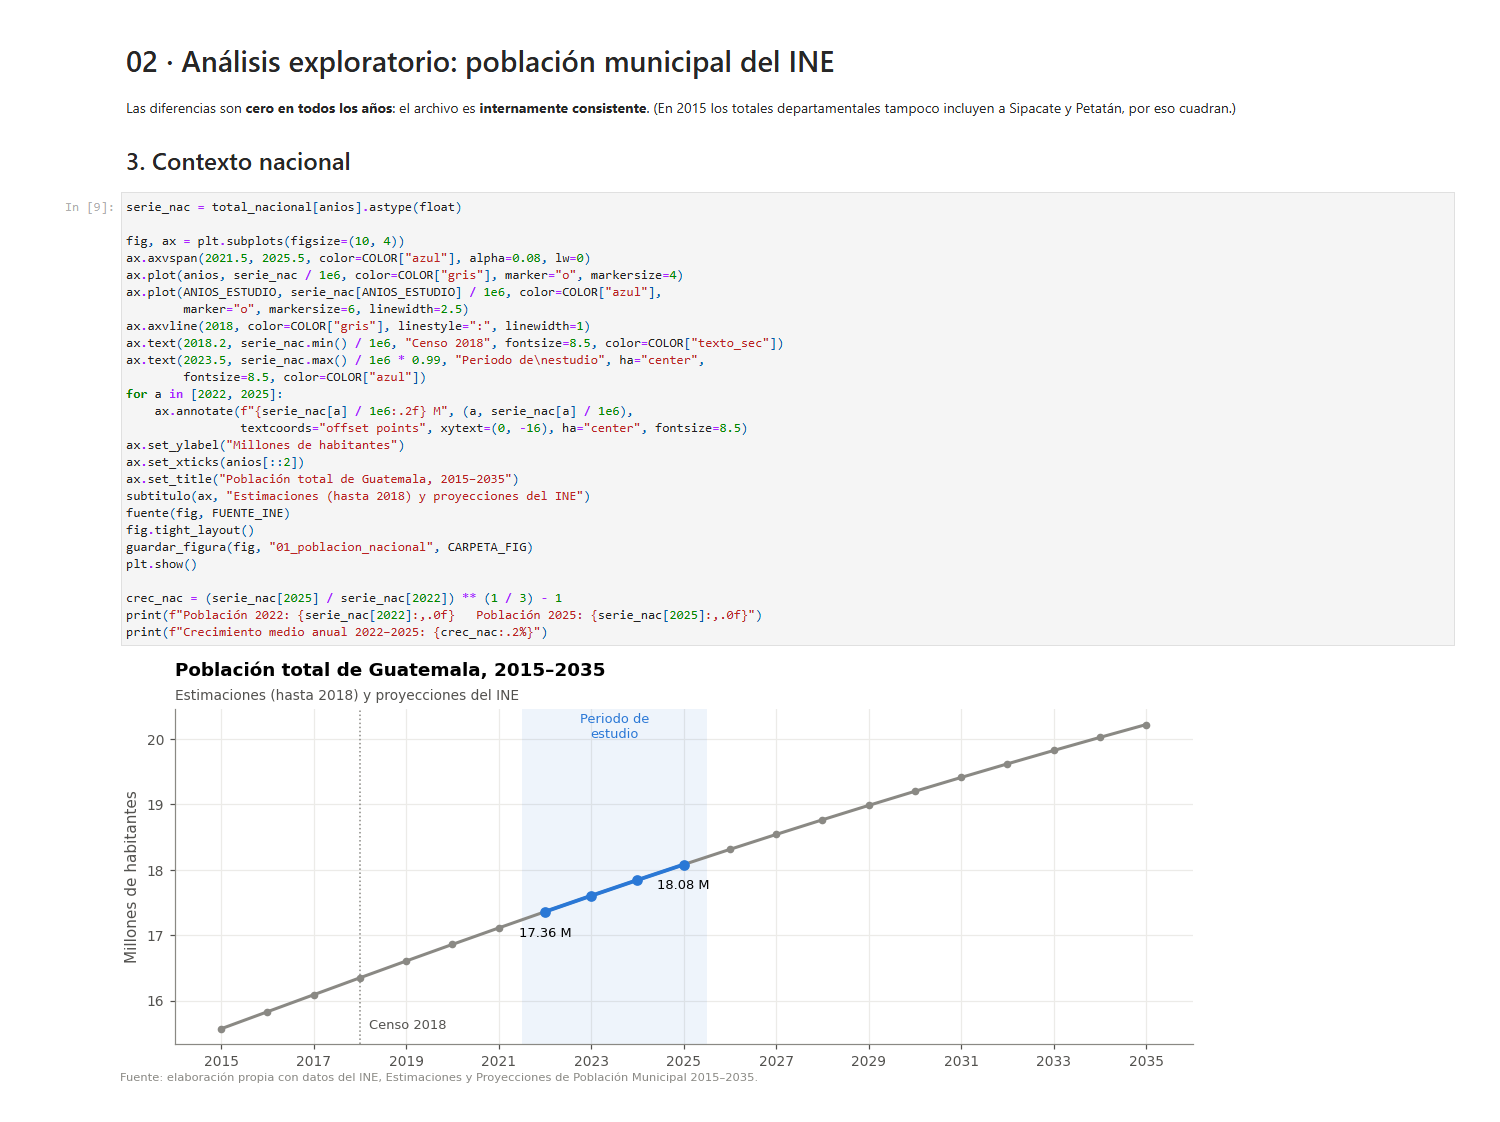 02 · Análisis exploratorio: población municipal del INE
Las diferencias son cero en todos los años: el archivo es internamente consistente. (En 2015 los totales departamentales tampoco incluyen a Sipacate y Petatán, por eso cuadran.)
3. Contexto nacional
In [9]:
serie_nac = total_nacional[anios].astype(float)

fig, ax = plt.subplots(figsize=(10, 4))
ax.axvspan(2021.5, 2025.5, color=COLOR["azul"], alpha=0.08, lw=0)
ax.plot(anios, serie_nac / 1e6, color=COLOR["gris"], marker="o", markersize=4)
ax.plot(ANIOS_ESTUDIO, serie_nac[ANIOS_ESTUDIO] / 1e6, color=COLOR["azul"],
        marker="o", markersize=6, linewidth=2.5)
ax.axvline(2018, color=COLOR["gris"], linestyle=":", linewidth=1)
ax.text(2018.2, serie_nac.min() / 1e6, "Censo 2018", fontsize=8.5, color=COLOR["texto_sec"])
ax.text(2023.5, serie_nac.max() / 1e6 * 0.99, "Periodo de\nestudio", ha="center",
        fontsize=8.5, color=COLOR["azul"])
for a in [2022, 2025]:
    ax.annotate(f"{serie_nac[a] / 1e6:.2f} M", (a, serie_nac[a] / 1e6),
                textcoords="offset points", xytext=(0, -16), ha="center", fontsize=8.5)
ax.set_ylabel("Millones de habitantes")
ax.set_xticks(anios[::2])
ax.set_title("Población total de Guatemala, 2015–2035")
subtitulo(ax, "Estimaciones (hasta 2018) y proyecciones del INE")
fuente(fig, FUENTE_INE)
fig.tight_layout()
guardar_figura(fig, "01_poblacion_nacional", CARPETA_FIG)
plt.show()

crec_nac = (serie_nac[2025] / serie_nac[2022]) ** (1 / 3) - 1
print(f"Población 2022: {serie_nac[2022]:,.0f}   Población 2025: {serie_nac[2025]:,.0f}")
print(f"Crecimiento medio anual 2022–2025: {crec_nac:.2%}")
Población total de Guatemala, 2015–2035
Estimaciones (hasta 2018) y proyecciones del INE
Periodo de
estudio
20
19
18
17
16
Millones de habitantes
18.08 M
17.36 M
Censo 2018
2015 2017 2019 2021 2023 2025 2027 2029 2031 2033 2035
Fuente: elaboración propia con datos del INE, Estimaciones y Proyecciones de Población Municipal 2015–2035.